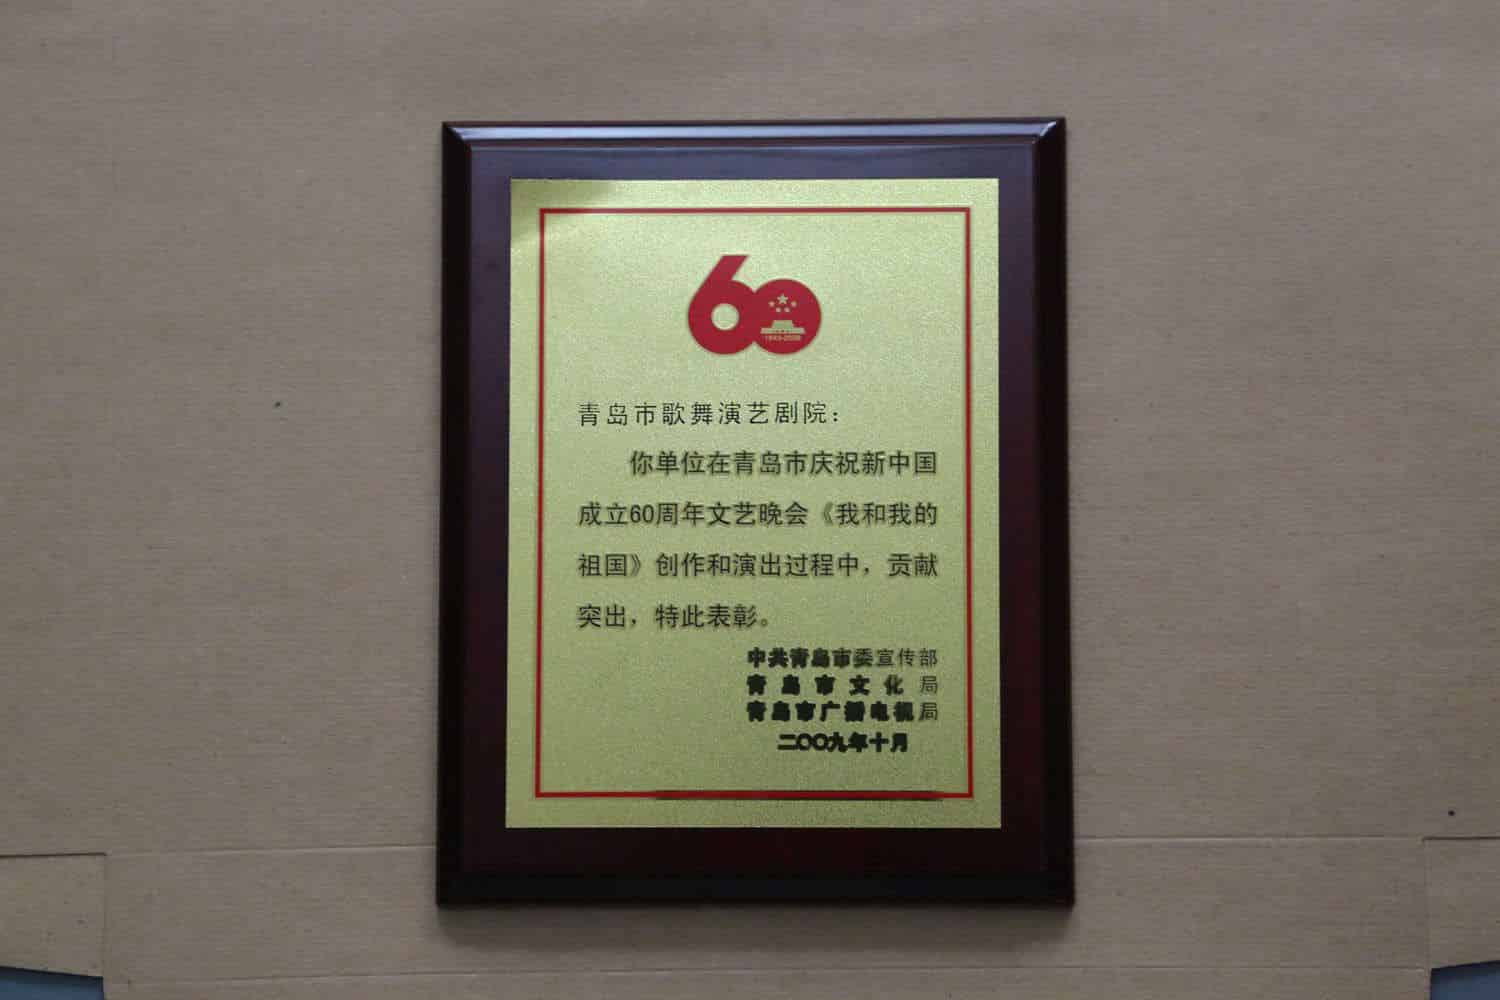 60
1949-2009
青岛市歌舞演艺剧院：
你单位在青岛市庆祝新中国
成立60周年文艺晚会《我和我的
祖国》创作和演出过程中，贡献
突出，特此表彰。
中共青岛市委宣传部
青岛市文化局
青岛市广播电视局
二〇〇九年十月